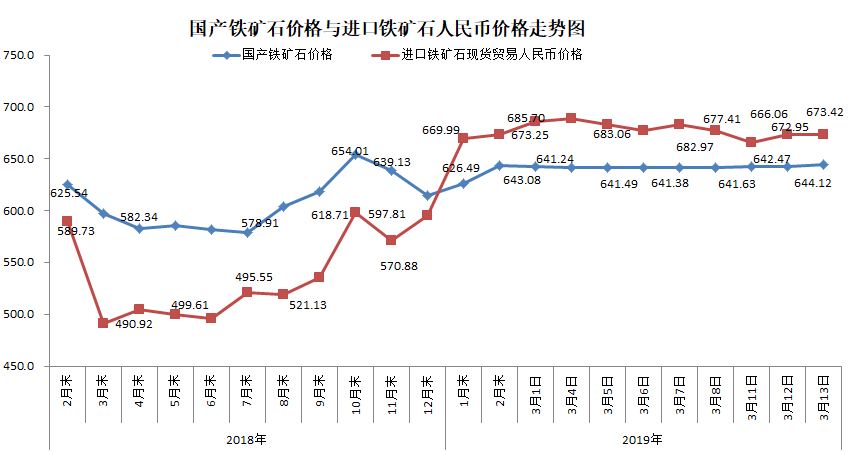 国产铁矿石价格与进口铁矿石人民币价格走势图
国产铁矿石价格 进口铁矿石现货贸易人民币价格
750.0
700.0
650.0
600.0
550.0
500.0
450.0
625.54
582.34
578.91
618.71
654.01
639.13
626.49
643.08
641.24
641.49
641.38
641.63
642.47
644.12
589.73
490.92
499.61
495.55
521.13
597.81
570.88
669.99
673.25
685.70
683.06
682.97
677.41
666.06
672.95
673.42
2月末
3月末
4月末
5月末
6月末
7月末
8月末
9月末
10月末
11月末
12月末
1月末
2月末
3月1日
3月4日
3月5日
3月6日
3月7日
3月8日
3月11日
3月12日
3月13日
2018年
2019年